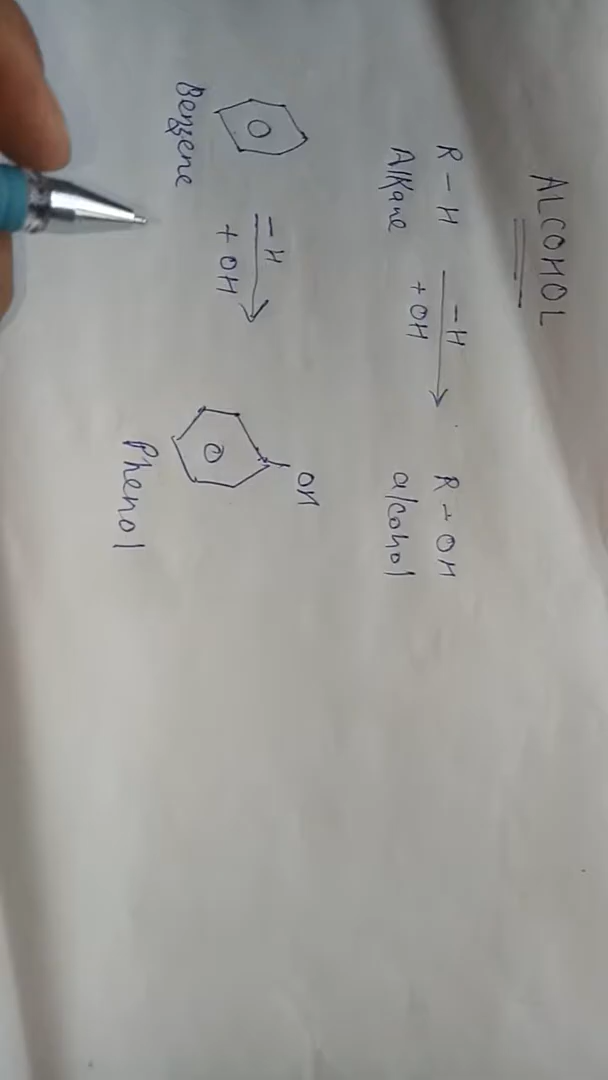 ALCOHOL
R - H -H R - OH
+ OH
Alkane alcohol
-H OH
+ OH
Benzene Phenol